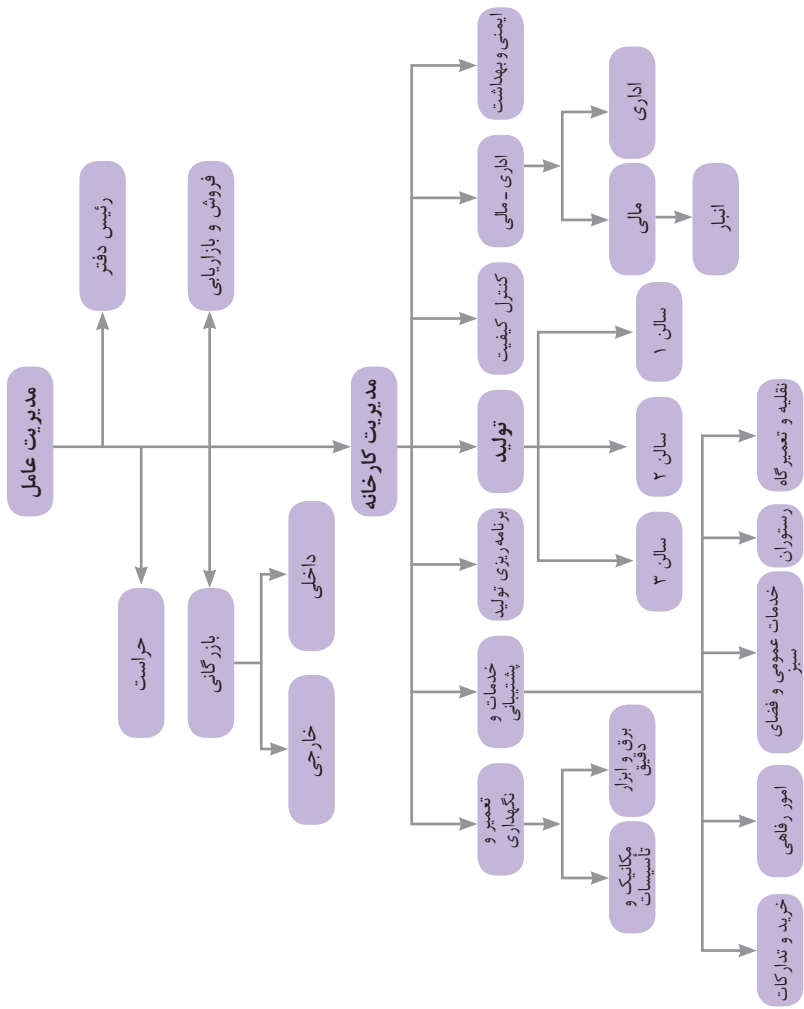 مدیریت عامل
رئیس دفتر
حراست
فروش و بازاریابی
بازرگانی
داخلی
خارجی
مدیریت کارخانه
ایمنی و بهداشت
اداری - مالی
کنترل کیفیت
تولید
برنامه ریزی تولید
خدمات و
پشتیبانی
تعمیر و
نگهداری
اداری
مالی
انبار
سالن ۱
سالن ۲
سالن ۳
برق و ابزار
دقیق
مکانیک و
تأسیسات
نقلیه و تعمیرگاه
رستوران
خدمات عمومی و فضای
سبز
امور رفاهی
خرید و تدارکات